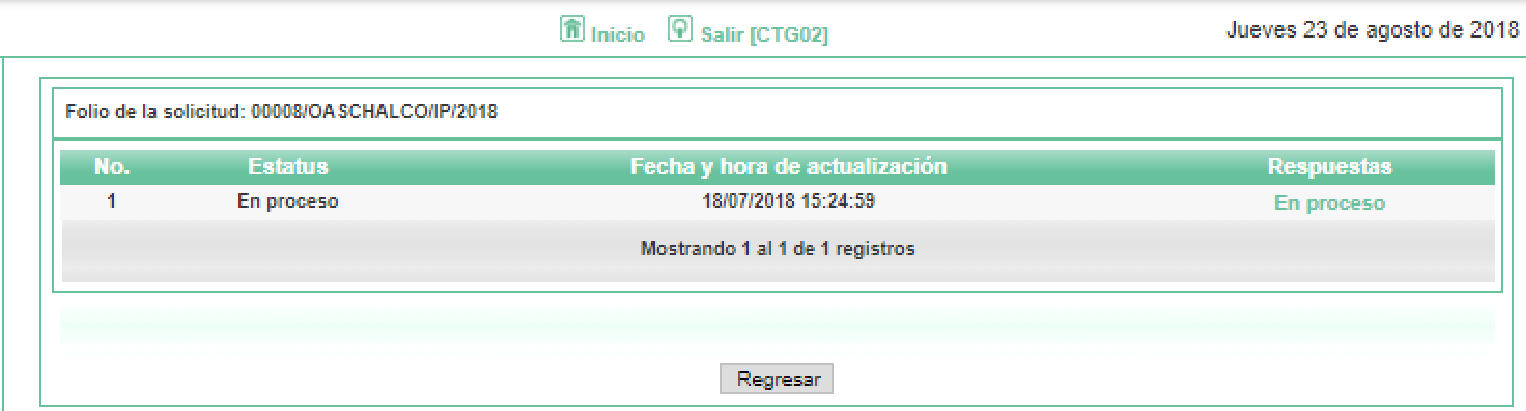 Inicio Salir [CTG02] Jueves 23 de agosto de 2018
Folio de la solicitud: 00008/OASCHALCO/IP/2018
No. Estatus Fecha y hora de actualización Respuestas
1 En proceso 18/07/2018 15:24:59 En proceso
Mostrando 1 al 1 de 1 registros
Regresar